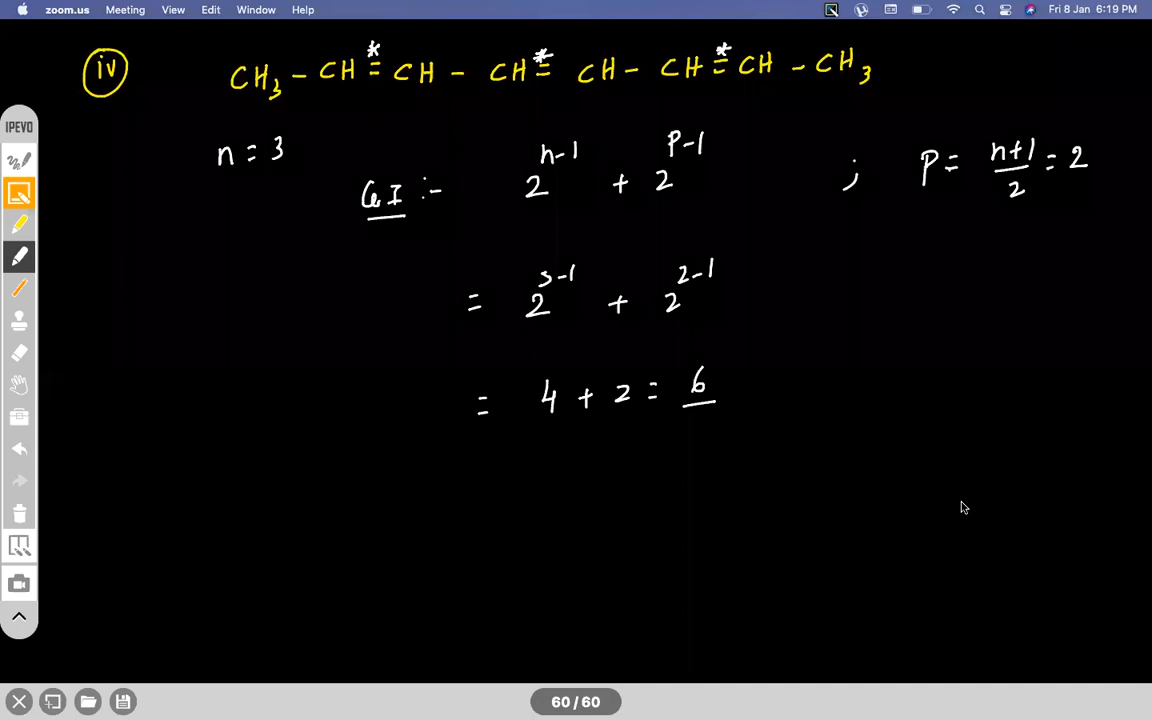 zoom.us Meeting View Edit Window Help Fri 8 Jan 6:19 PM
iv CH₃ - CH =* CH - CH =* CH - CH =* CH - CH₃
IPEVO
n = 3
GI :- 2^(n-1) + 2^(P-1) ; P = (n+1)/2 = 2
= 2^(3-1) + 2^(2-1)
= 4 + 2 = 6
60 / 60